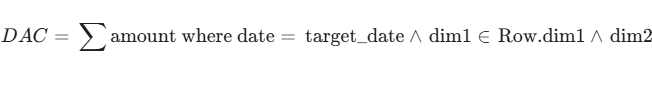 DAC = ∑ amount where date = target_date ∧ dim1 ∈ Row.dim1 ∧ dim2